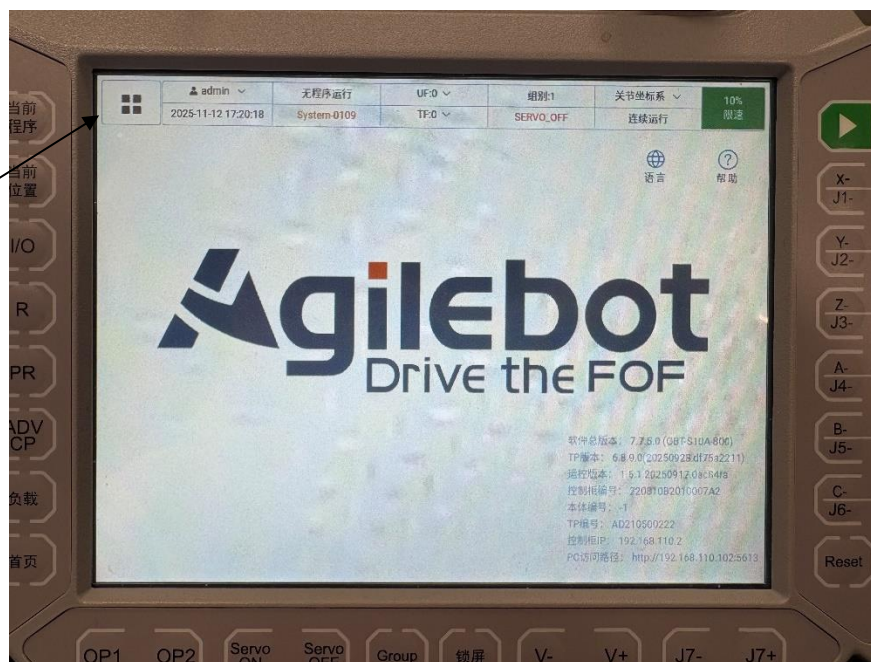 admin
无程序运行
UF:0
组别:1
关节坐标系
10%
限速
2025-11-12 17:20:18
System-0109
TF:0
SERVO_OFF
连续运行
语言
帮助
Agilebot
Drive the FOF
软件总版本: 7.7.5.0 (QBT-S10A-800)
TP版本: 6.8.9.0(20250928.df75a2211)
控制柜编号: 220810B2010007A2
本体编号: -1
TP编号: AD210500222
控制柜IP: 192.168.110.2
PC访问路径: http://192.168.110.102:5613
当前
程序
当前
位置
I/O
R
PR
ADV
CP
负载
首页
X-
J1-
Y-
J2-
Z-
J3-
A-
J4-
B-
J5-
C-
J6-
Reset
OP1
OP2
Servo
ON
Servo
OFF
Group
锁屏
V-
V+
J7-
J7+